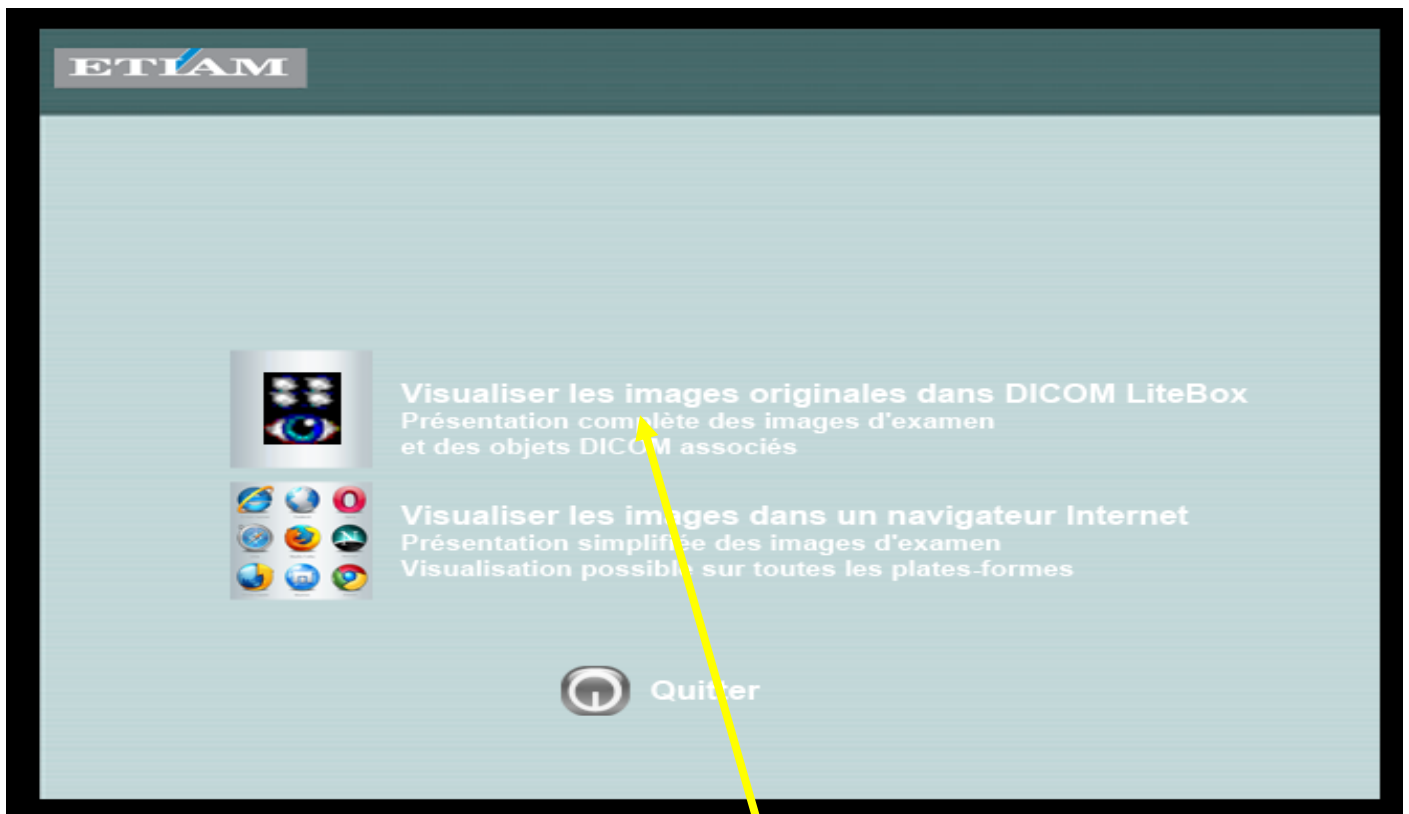 ETIAM
Visualiser les images originales dans DICOM LiteBox
Présentation complète des images d'examen
et des objets DICOM associés
Visualiser les images dans un navigateur Internet
Présentation simplifiée des images d'examen
Visualisation possible sur toutes les plates-formes
Quitter